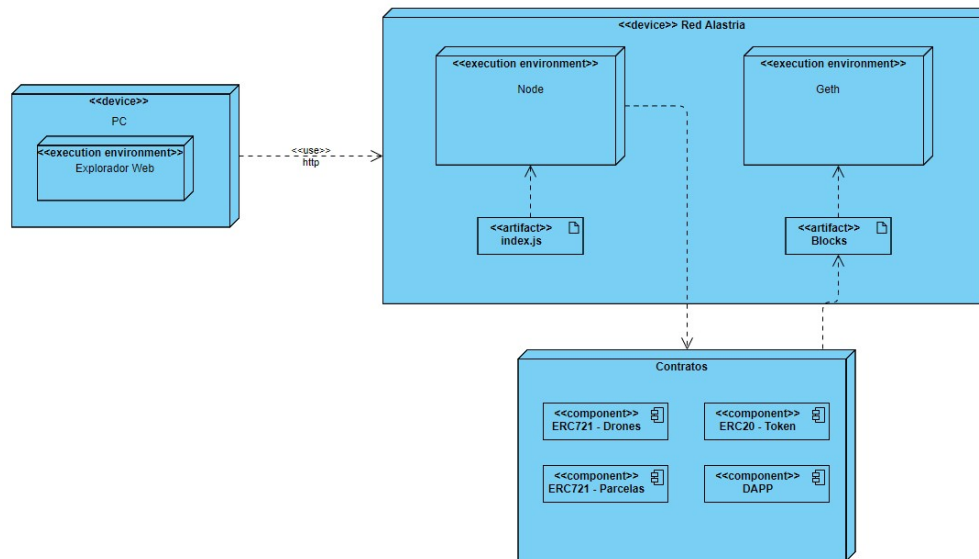 <<device>> Red Alastria
<<execution environment>>
Node
<<execution environment>>
Geth
<<device>>
PC
<<execution environment>>
Explorador Web
<<use>>
http
<<artifact>>
index.js
<<artifact>>
Blocks
Contratos
<<component>>
ERC721 - Drones
<<component>>
ERC20 - Token
<<component>>
ERC721 - Parcelas
<<component>>
DAPP